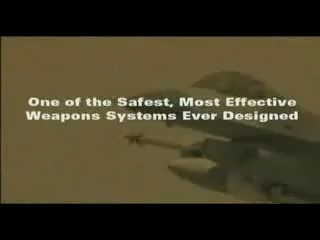 One of the Safest, Most Effective
Weapons Systems Ever Designed